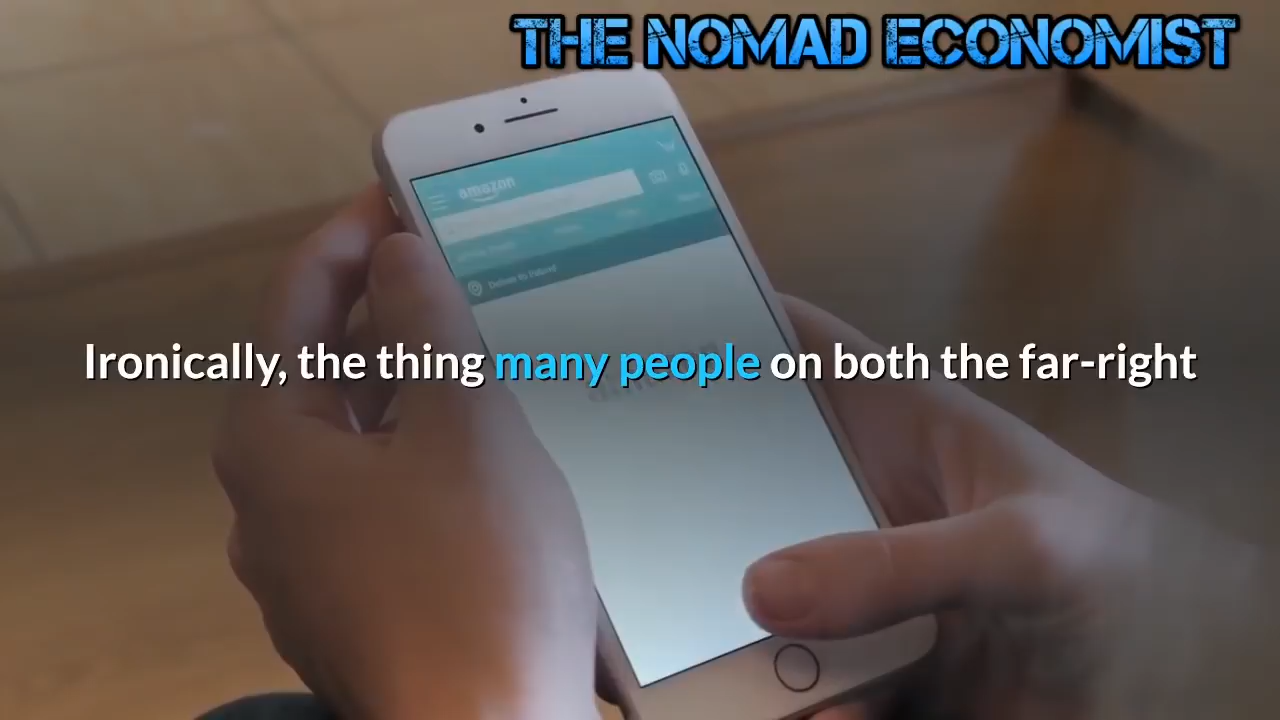 THE NOMAD ECONOMIST
amazon
Ironically, the thing many people on both the far-right